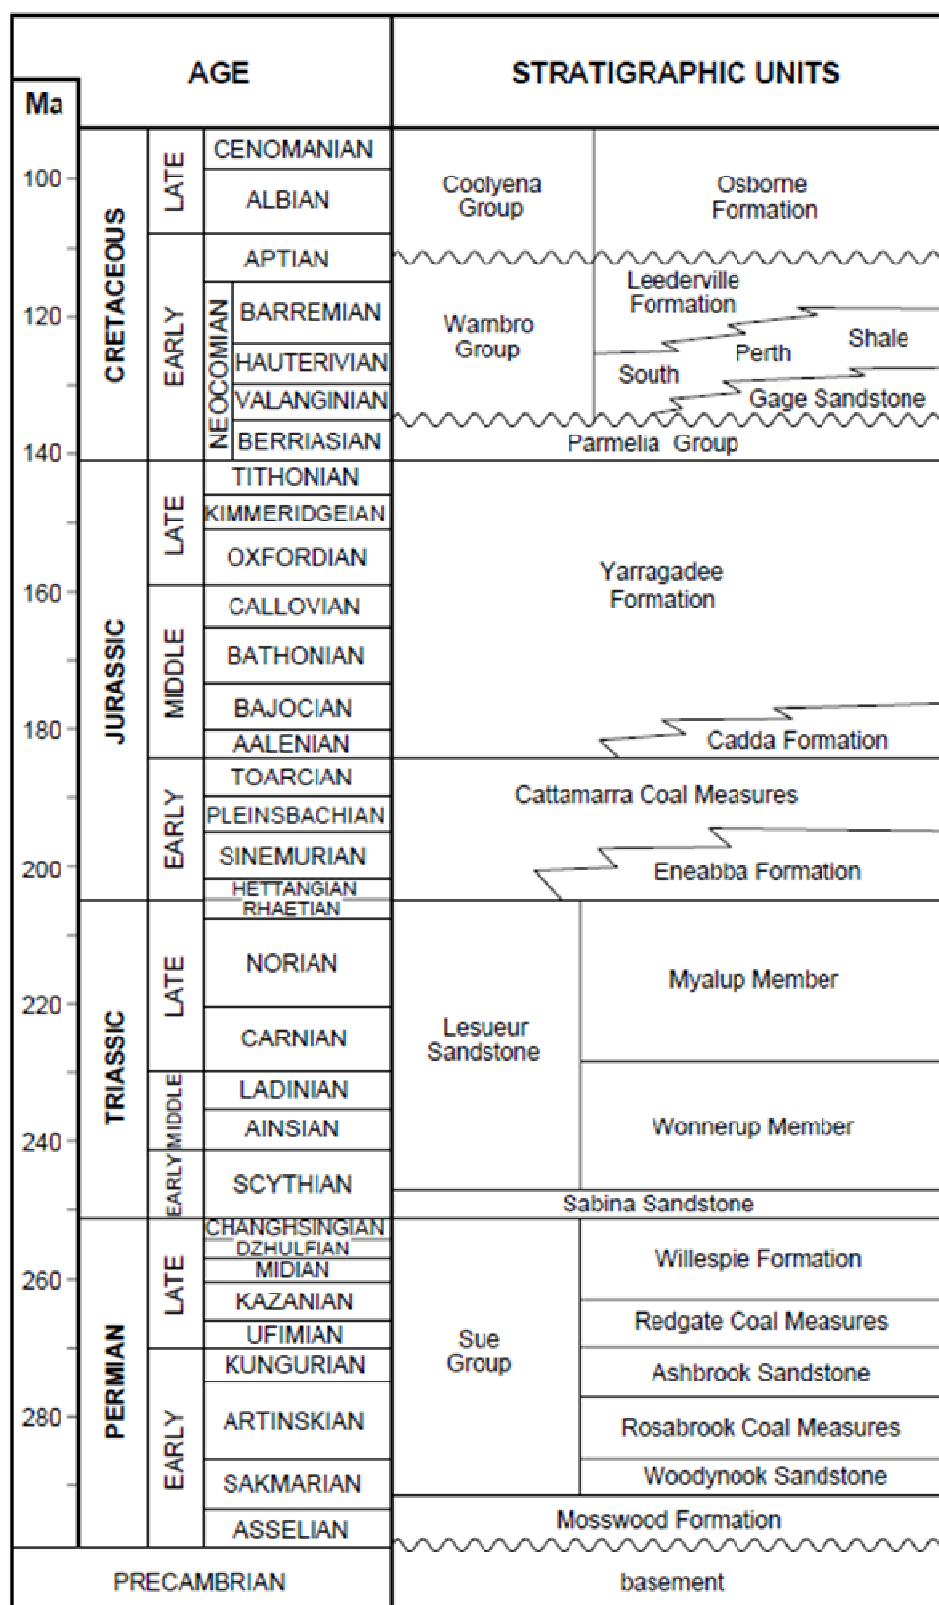 AGE
STRATIGRAPHIC UNITS
Ma
100
120
140
160
180
200
220
240
260
280
CRETACEOUS
LATE
CENOMANIAN
ALBIAN
EARLY
APTIAN
NEOCOMIAN
BARREMIAN
HAUTERIVIAN
VALANGINIAN
BERRIASIAN
JURASSIC
LATE
TITHONIAN
KIMMERIDGEIAN
OXFORDIAN
MIDDLE
CALLOVIAN
BATHONIAN
BAJOCIAN
AALENIAN
EARLY
TOARCIAN
PLEINSBACHIAN
SINEMURIAN
HETTANGIAN
TRIASSIC
LATE
RHAETIAN
NORIAN
CARNIAN
MIDDLE
LADINIAN
AINSIAN
EARLY
SCYTHIAN
PERMIAN
LATE
CHANGHSINGIAN
DZHULFIAN
MIDIAN
KAZANIAN
UFIMIAN
EARLY
KUNGURIAN
ARTINSKIAN
SAKMARIAN
ASSELIAN
PRECAMBRIAN
Coolyena
Group
Osborne
Formation
Warnbro
Group
Leederville
Formation
South Perth Shale
Gage Sandstone
Parmelia Group
Yarragadee
Formation
Cadda Formation
Cattamarra Coal Measures
Eneabba Formation
Lesueur
Sandstone
Myalup Member
Wonnerup Member
Sabina Sandstone
Sue
Group
Willespie Formation
Redgate Coal Measures
Ashbrook Sandstone
Rosabrook Coal Measures
Woodynook Sandstone
Mosswood Formation
basement